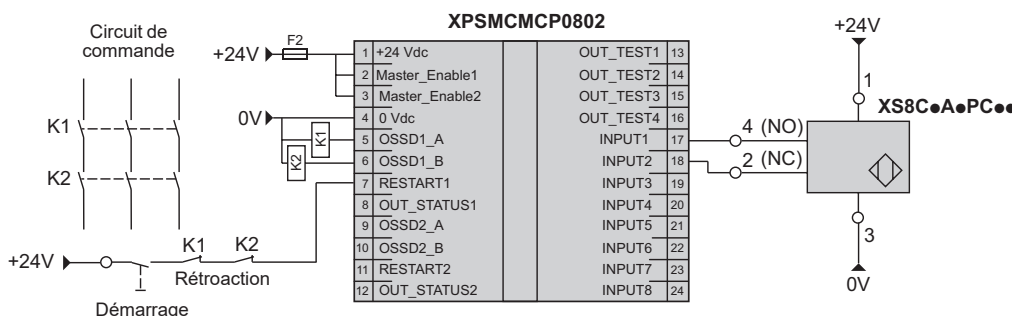 XPSMCMCP0802
Circuit de
commande
K1
K2
+24V
F2
0V
K1
K2
1 +24 Vdc
2 Master_Enable1
3 Master_Enable2
4 0 Vdc
5 OSSD1_A
6 OSSD1_B
7 RESTART1
8 OUT_STATUS1
9 OSSD2_A
10 OSSD2_B
11 RESTART2
12 OUT_STATUS2
OUT_TEST1 13
OUT_TEST2 14
OUT_TEST3 15
OUT_TEST4 16
INPUT1 17
INPUT2 18
INPUT3 19
INPUT4 20
INPUT5 21
INPUT6 22
INPUT7 23
INPUT8 24
+24V
K1 K2
Rétroaction
Démarrage
+24V
1
XS8C●A●PC●●
4 (NO)
2 (NC)
3
0V